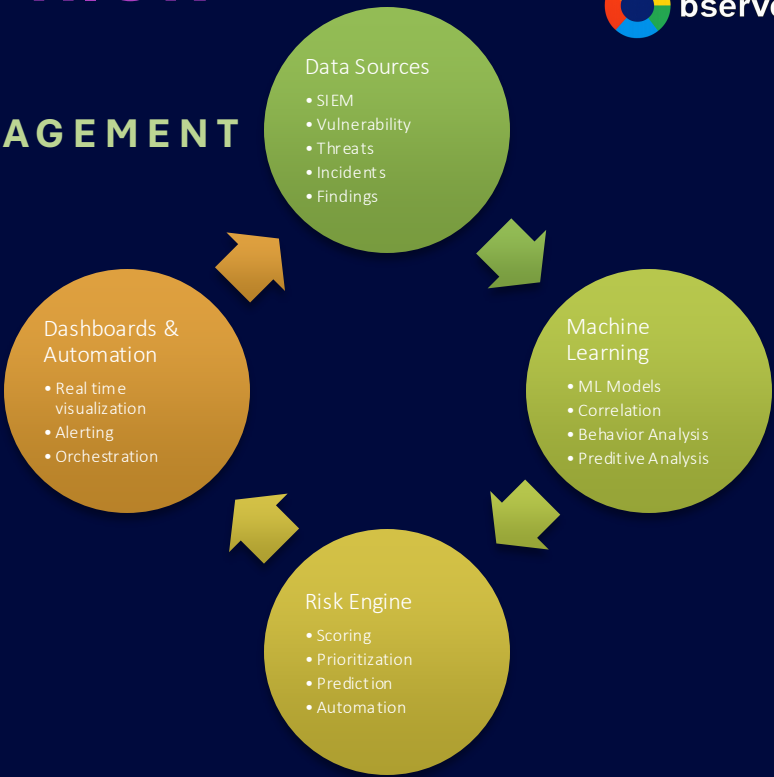 bserve
AGEMENT
Data Sources
• SIEM
• Vulnerability
• Threats
• Incidents
• Findings
Dashboards &
Automation
• Real time
visualization
• Alerting
• Orchestration
Machine
Learning
• ML Models
• Correlation
• Behavior Analysis
• Preditive Analysis
Risk Engine
• Scoring
• Prioritization
• Prediction
• Automation